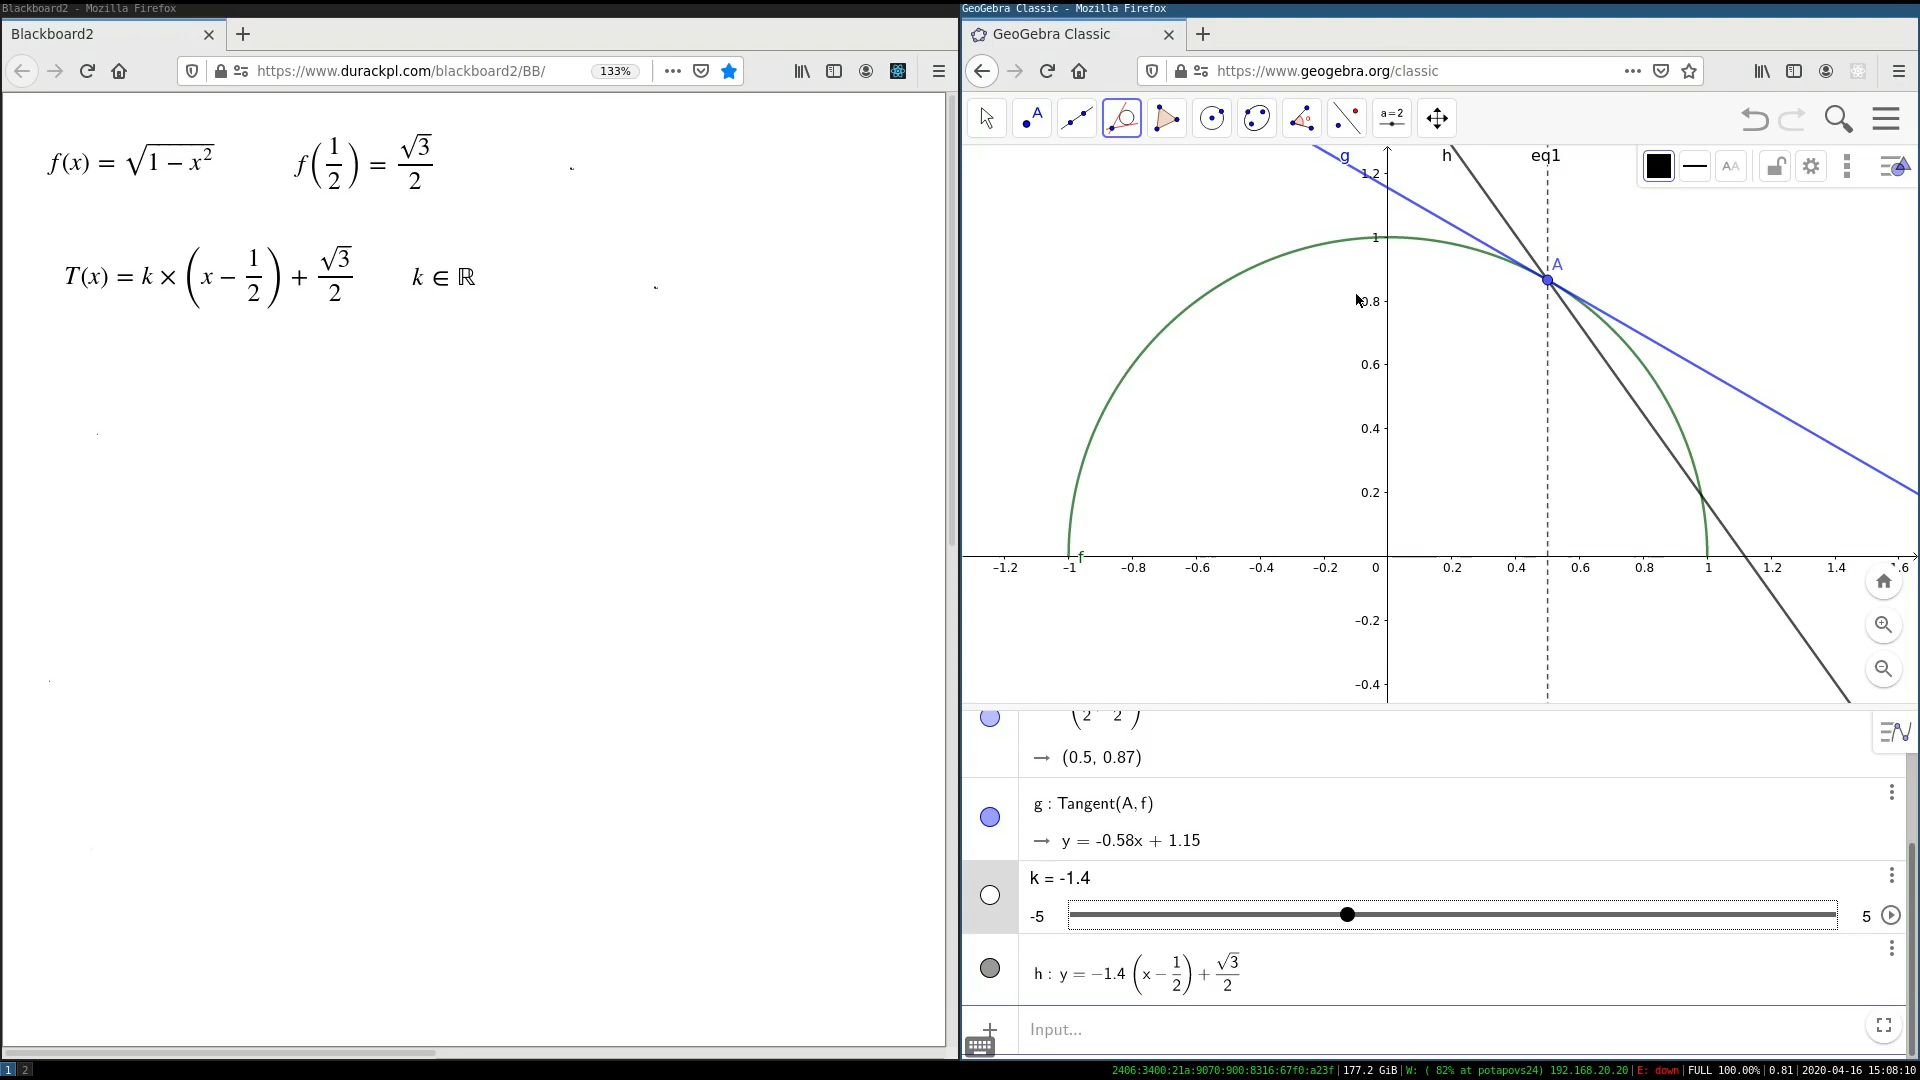 Blackboard2 - Mozilla Firefox
Blackboard2
https://www.durackpl.com/blackboard2/BB/ 133%
f(x) = √(1 − x²) f(1/2) = √3/2
T(x) = k × (x − 1/2) + √3/2 k ∈ ℝ
GeoGebra Classic - Mozilla Firefox
GeoGebra Classic
https://www.geogebra.org/classic
A a=2
g h eq1 AA
1.2
1
A
0.8
0.6
0.4
0.2
f
−1.2 −1 −0.8 −0.6 −0.4 −0.2 0 0.2 0.4 0.6 0.8 1 1.2 1.4 1.6
−0.2
−0.4
→ (0.5, 0.87)
g : Tangent(A, f)
→ y = -0.58x + 1.15
k = -1.4
-5 5
h : y = −1.4 (x − 1/2) + √3/2
Input...
1 2 2406:3400:21a:9070:900:8316:67f0:a23f | 177.2 GiB | W: ( 82% at potapovs24) 192.168.20.20 | E: down | FULL 100.00% | 0.81 | 2020-04-16 15:08:10